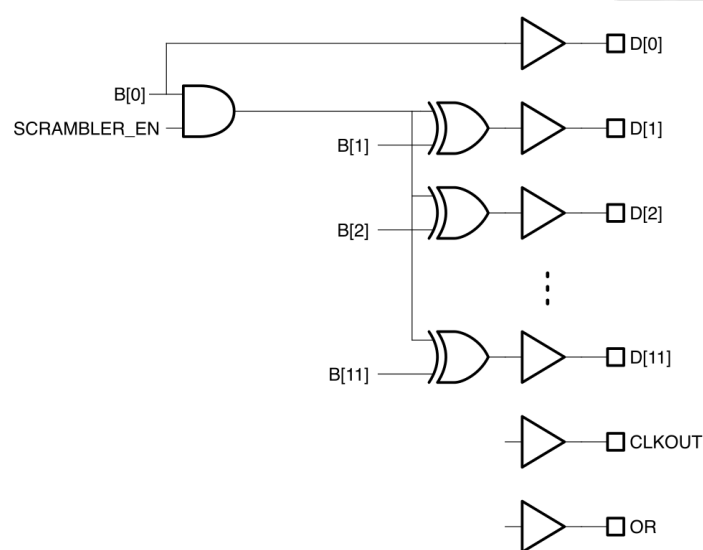 D[0]
B[0]
SCRAMBLER_EN
D[1]
B[1]
D[2]
B[2]
D[11]
B[11]
CLKOUT
OR